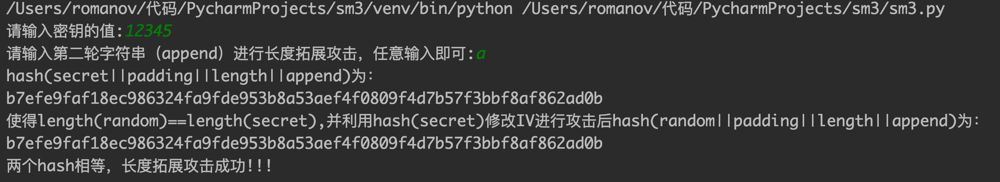 /Users/romanov/代码/PycharmProjects/sm3/venv/bin/python /Users/romanov/代码/PycharmProjects/sm3/sm3.py
请输入密钥的值:12345
请输入第二轮字符串（append）进行长度拓展攻击，任意输入即可:a
hash(secret||padding||length||append)为：
b7efe9faf18ec986324fa9fde953b8a53aef4f0809f4d7b57f3bbf8af862ad0b
使得length(random)==length(secret),并利用hash(secret)修改IV进行攻击后hash(random||padding||length||append)为：
b7efe9faf18ec986324fa9fde953b8a53aef4f0809f4d7b57f3bbf8af862ad0b
两个hash相等，长度拓展攻击成功!!!